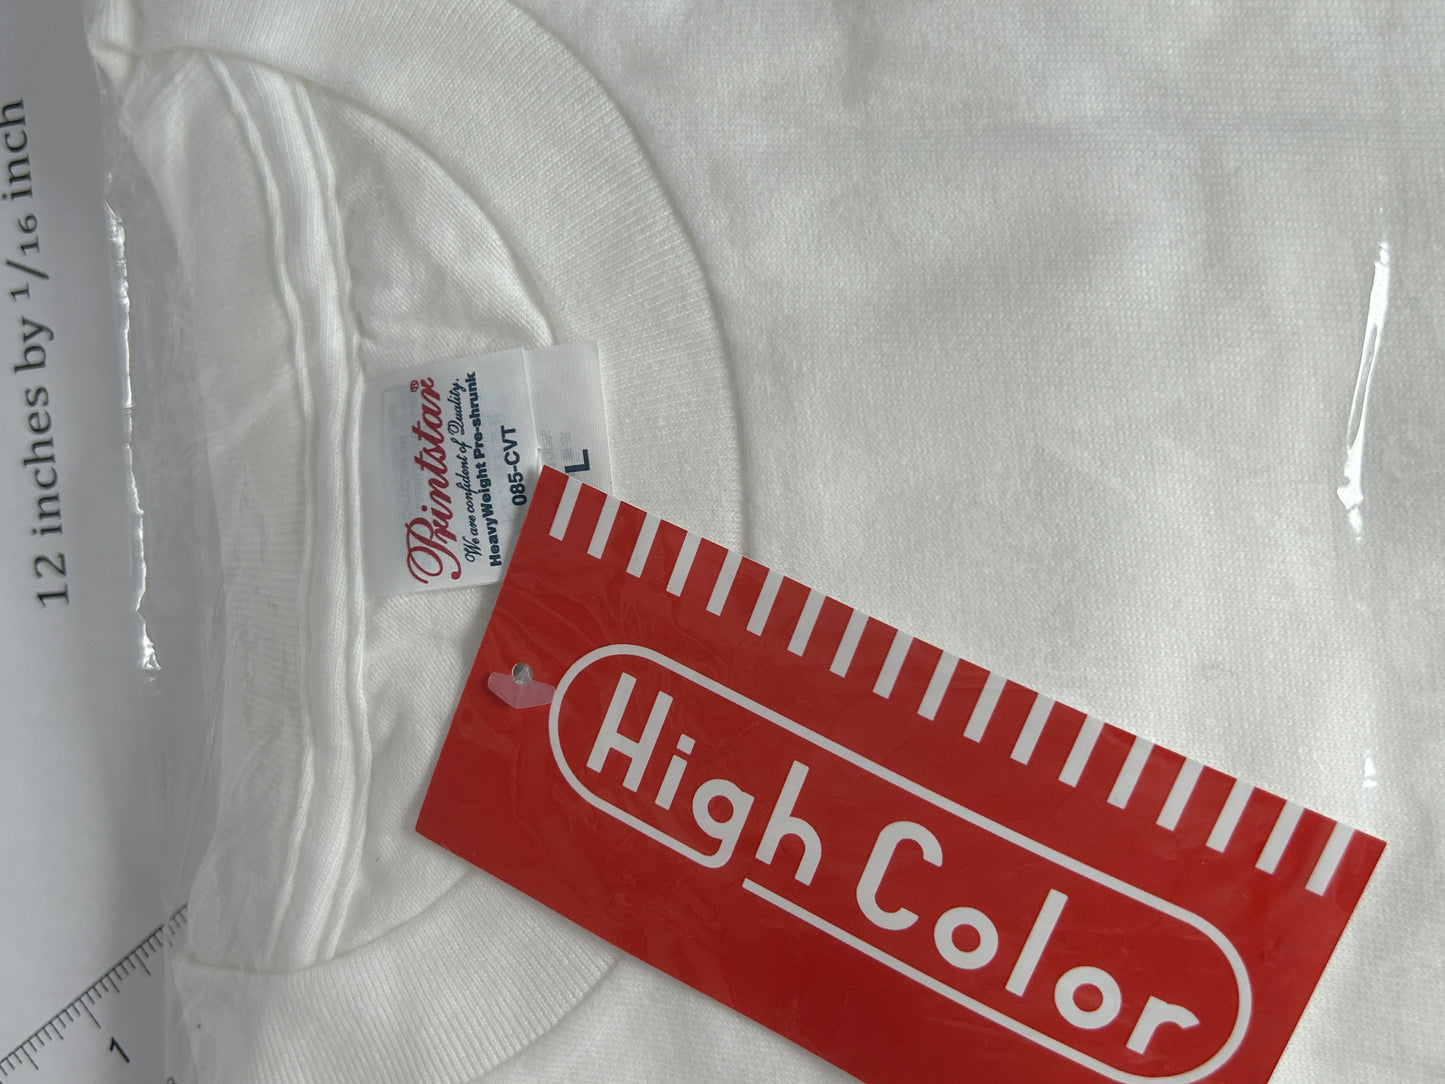 12 inches by 1/16 inch
Printstar®
We are confident of Quality.
HeavyWeight Pre-shrunk
085-CVT
L
High Color
1